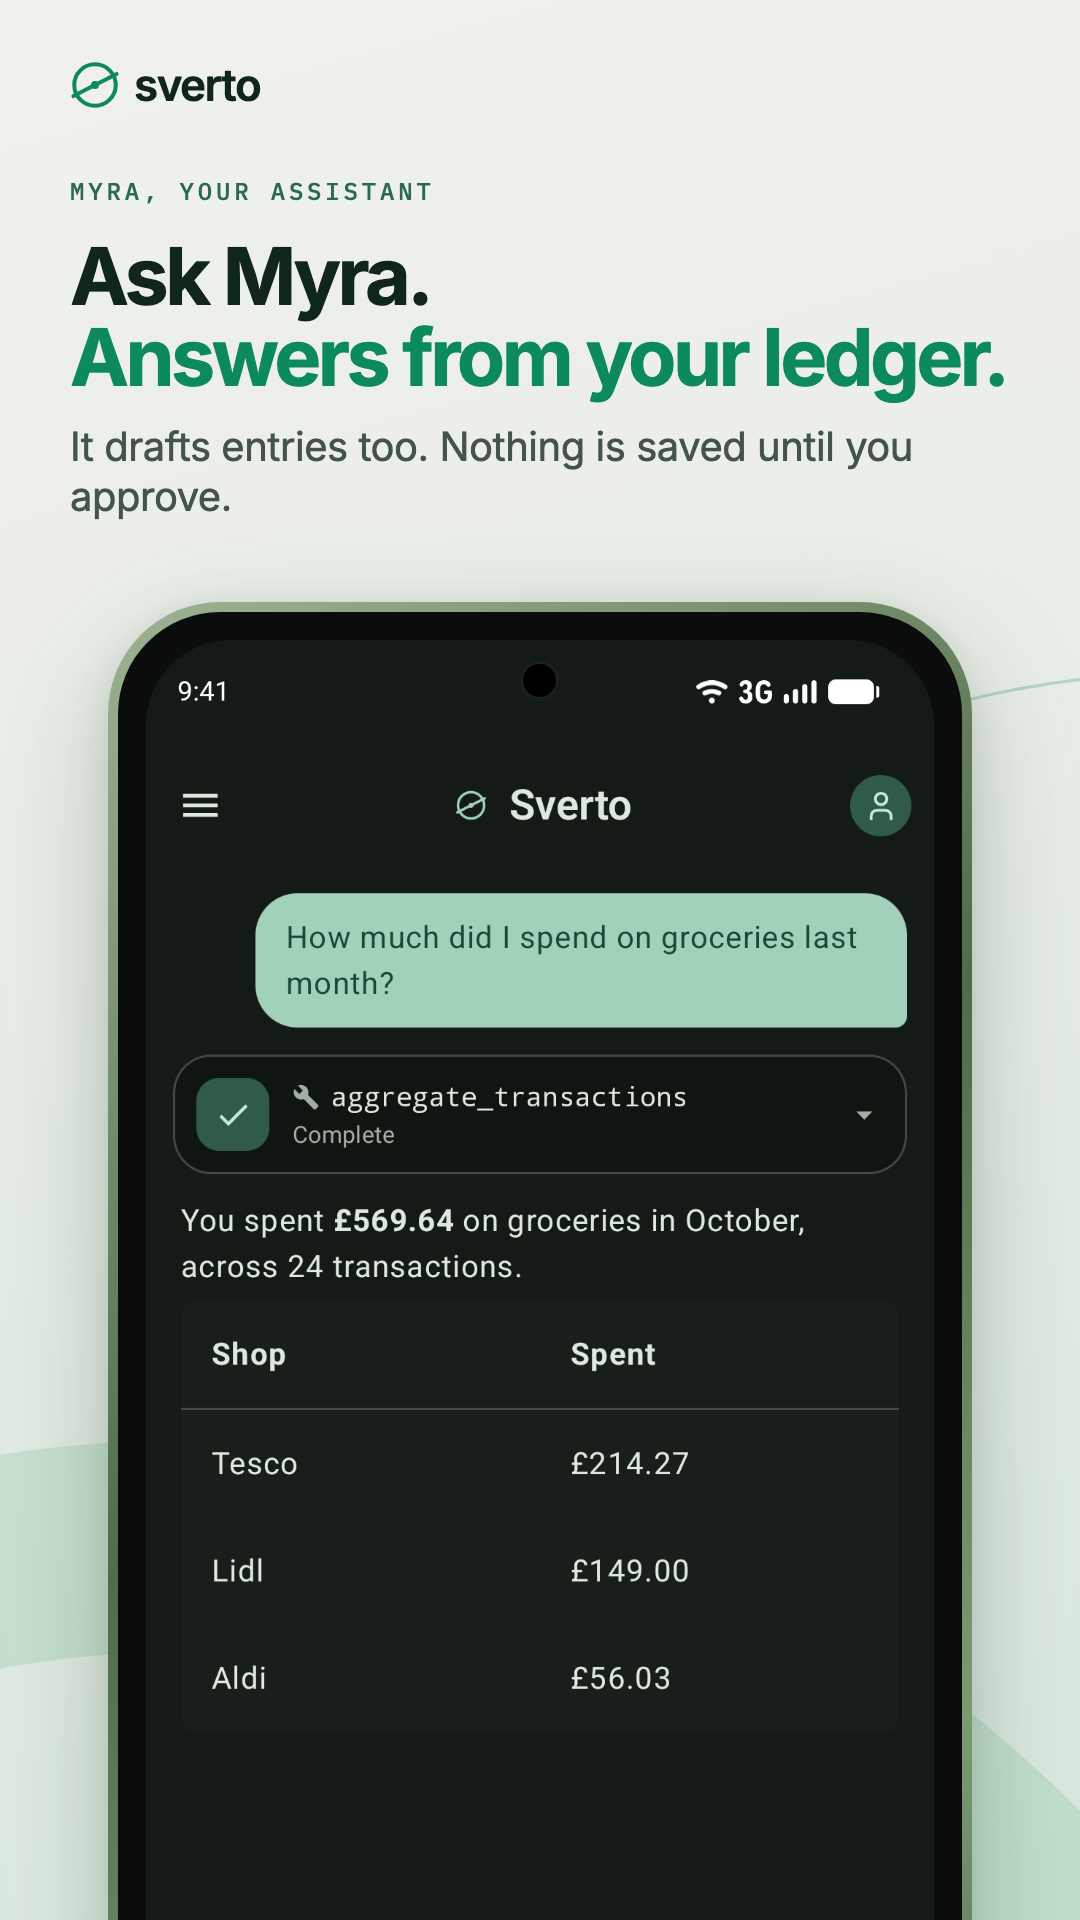 sverto
MYRA, YOUR ASSISTANT
Ask Myra.
Answers from your ledger.
It drafts entries too. Nothing is saved until you
approve.
9:41
3G
Sverto
How much did I spend on groceries last
month?
aggregate_transactions
Complete
You spent £569.64 on groceries in October,
across 24 transactions.
Shop Spent
Tesco £214.27
Lidl £149.00
Aldi £56.03